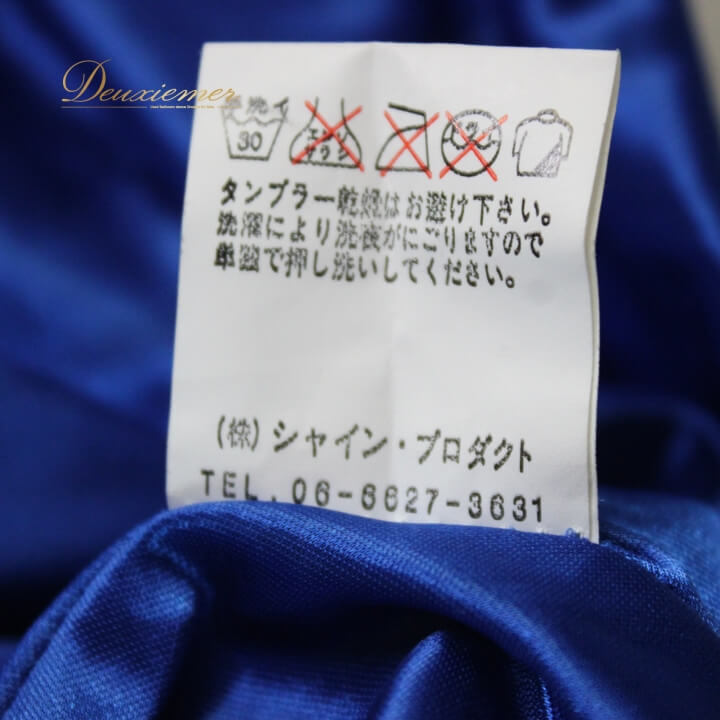 Deuxiemer
手洗イ
30
エンソ
サラシ
ドライ
タンブラー乾燥はお避け下さい。
洗濯により洗液がにごりますので
単独で押し洗いしてください。
(株)シャイン・プロダクト
TEL.06-6627-3631